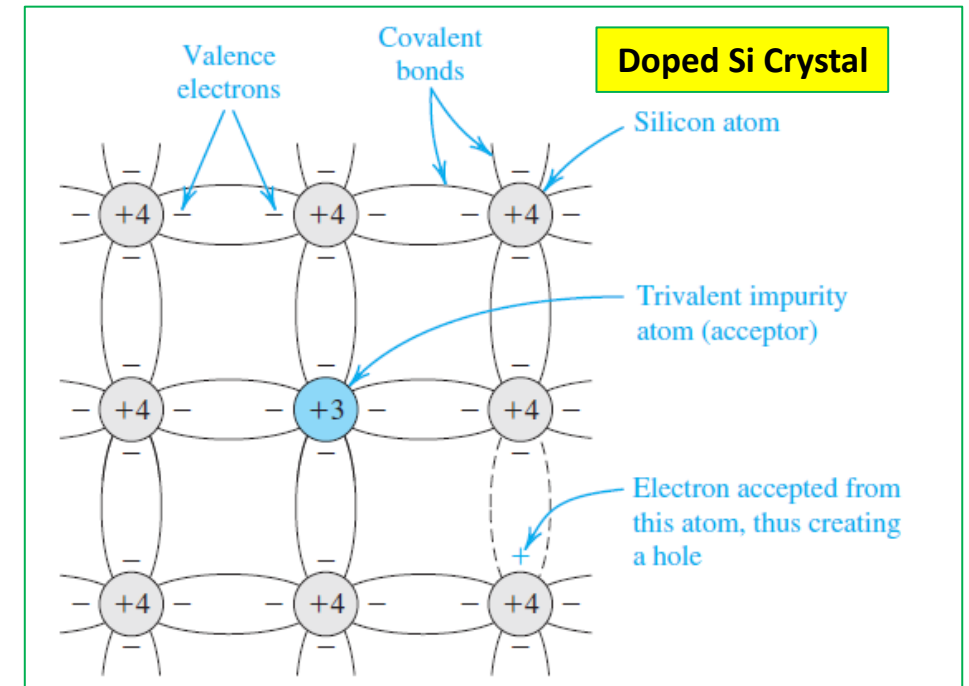 Valence
electrons
Covalent
bonds
Doped Si Crystal
Silicon atom
− − −
− +4 − − +4 − − +4 −
− − −
Trivalent impurity
atom (acceptor)
− − −
− +4 − − +3 − − +4 −
− − −
Electron accepted from
this atom, thus creating
a hole
− − +
− +4 − − +4 − − +4 −
− − −